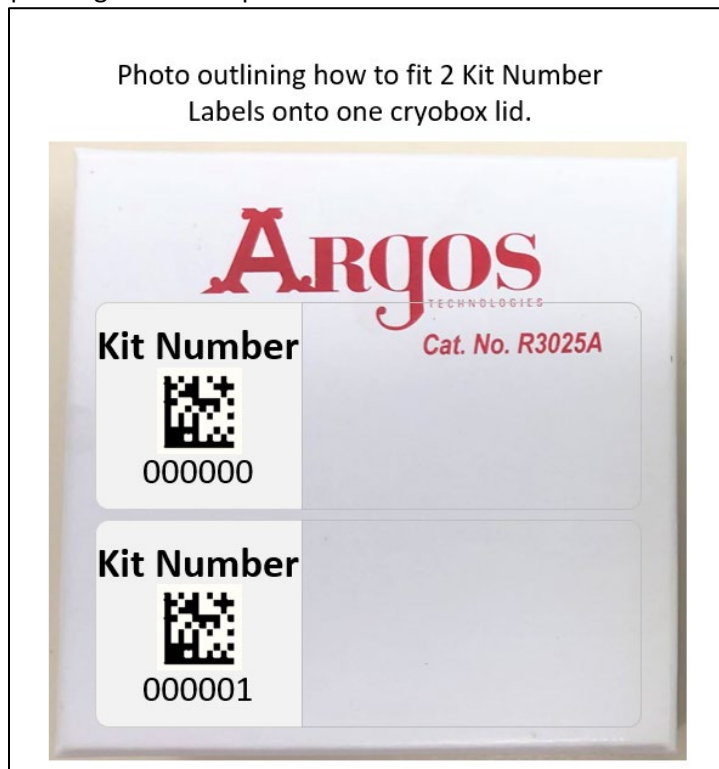 Photo outlining how to fit 2 Kit Number
Labels onto one cryobox lid.
ARGOS
TECHNOLOGIES
Cat. No. R3025A
Kit Number
000000
Kit Number
000001